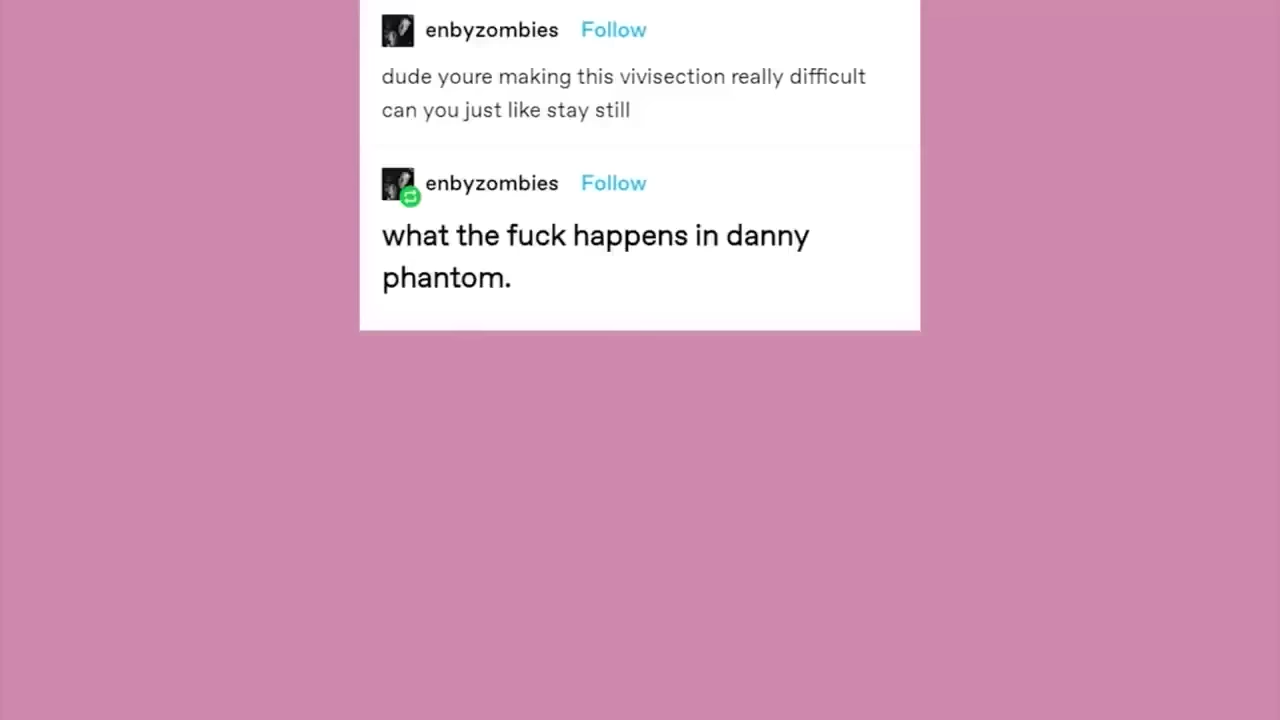 enbyzombies Follow
dude youre making this vivisection really difficult
can you just like stay still
enbyzombies Follow
what the fuck happens in danny
phantom.